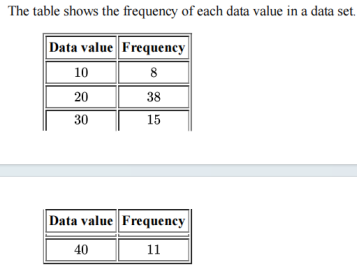 The table shows the frequency of each data value in a data set.
Data value Frequency
10 8
20 38
30 15
Data value Frequency
40 11